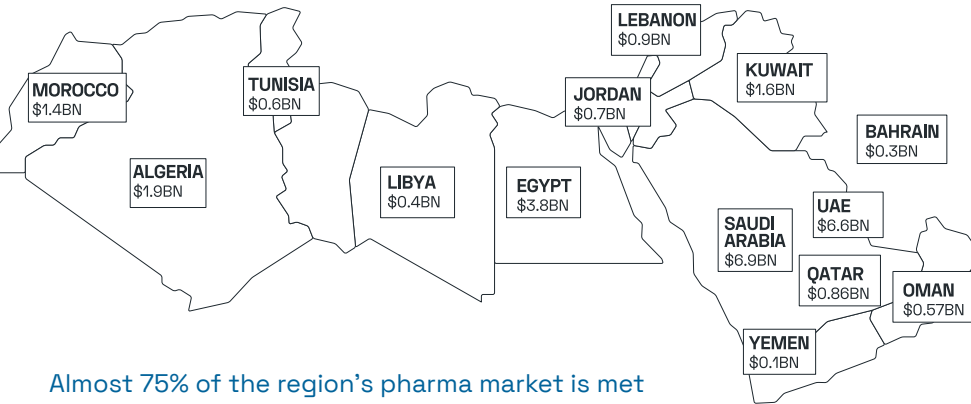 LEBANON
$0.9BN
KUWAIT
$1.6BN
MOROCCO
$1.4BN
TUNISIA
$0.6BN
JORDAN
$0.7BN
BAHRAIN
$0.3BN
ALGERIA
$1.9BN
LIBYA
$0.4BN
EGYPT
$3.8BN
UAE
$6.6BN
SAUDI
ARABIA
$6.9BN
QATAR
$0.86BN
OMAN
$0.57BN
YEMEN
$0.1BN
Almost 75% of the region's pharma market is met